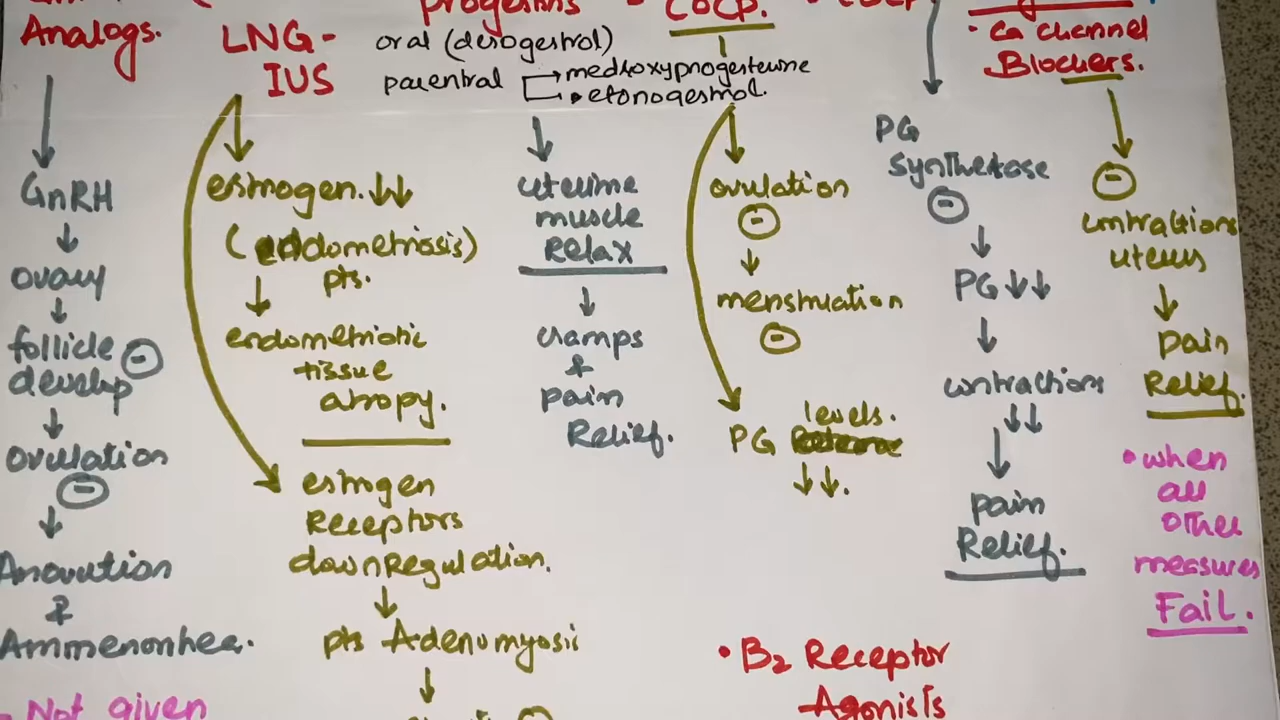 Analogs.
GnRH
↓
ovary
↓
follicle ⊖
develop
↓
Ovulation
⊖
↓
Anovution
&
Ammenorrhea.
- Not given
LNG-
IUS
estrogen. ↓↓
(endometriosis)
pts.
↓
endometriotic
tissue
atropy.
estrogen
Receptors
downRegulation.
↓
pts Adenomyosis
↓
progestins
oral (desogestrol)
parentral → medroxyprogesterone
→ • etonogestrol.
↓
uterine
muscle
Relax
↓
cramps
&
pain
Relief.
• COCP.
ovulation
⊖
↓
menstruation
⊖
levels.
PG
↓↓.
• B2 Receptor
Agonists
↓
PG
synthetase
⊖
↓
PG ↓↓
↓
contractions
↓↓
↓
pain
Relief.
• Ca channel
Blockers.
↓
⊖
contractions
uterus
↓
pain
Relief.
• when
all
other
measures
Fail.